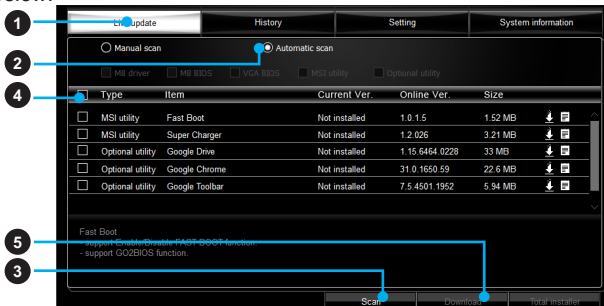 Live update History Setting System information
1
Manual scan Automatic scan
2
MB driver MB BIOS VGA BIOS MSI utility Optional utility
4
Type Item Current Ver. Online Ver. Size
MSI utility Fast Boot Not installed 1.0.1.5 1.52 MB
MSI utility Super Charger Not installed 1.2.026 3.21 MB
Optional utility Google Drive Not installed 1.15.6464.0228 33 MB
Optional utility Google Chrome Not installed 31.0.1650.59 22.6 MB
Optional utility Google Toolbar Not installed 7.5.4501.1952 5.94 MB
Fast Boot
- support Enable/Disable FAST BOOT function.
5
- support GO2BIOS function.
3
Scan Download Total installer